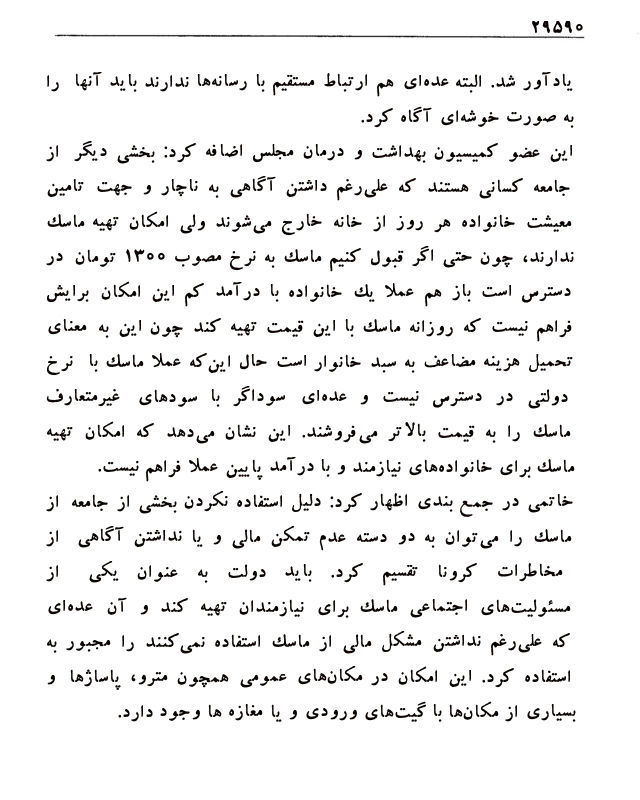 ۲۹۵۹۰
یادآور شد. البته عده‌ای هم ارتباط مستقیم با رسانه‌ها ندارند باید آنها را
به صورت خوشه‌ای آگاه کرد.
این عضو کمیسیون بهداشت و درمان مجلس اضافه کرد: بخشی دیگر از
جامعه کسانی هستند که علی‌رغم داشتن آگاهی به ناچار و جهت تامین
معیشت خانواده هر روز از خانه خارج می‌شوند ولی امکان تهیه ماسك
ندارند، چون حتی اگر قبول کنیم ماسك به نرخ مصوب ۱۳۰۰ تومان در
دسترس است باز هم عملا یك خانواده با درآمد کم این امکان برایش
فراهم نیست که روزانه ماسك با این قیمت تهیه کند چون این به معنای
تحمیل هزینه مضاعف به سبد خانوار است حال این‌که عملا ماسك با نرخ
دولتی در دسترس نیست و عده‌ای سوداگر با سودهای غیرمتعارف
ماسك را به قیمت بالاتر می‌فروشند. این نشان می‌دهد که امکان تهیه
ماسك برای خانواده‌های نیازمند و با درآمد پایین عملا فراهم نیست.
خاتمی در جمع بندی اظهار کرد: دلیل استفاده نکردن بخشی از جامعه از
ماسك را می‌توان به دو دسته عدم تمکن مالی و یا نداشتن آگاهی از
مخاطرات کرونا تقسیم کرد. باید دولت به عنوان یکی از
مسئولیت‌های اجتماعی ماسك برای نیازمندان تهیه کند و آن عده‌ای
که علی‌رغم نداشتن مشکل مالی از ماسك استفاده نمی‌کنند را مجبور به
استفاده کرد. این امکان در مکان‌های عمومی همچون مترو، پاساژها و
بسیاری از مکان‌ها با گیت‌های ورودی و یا مغازه ها وجود دارد.